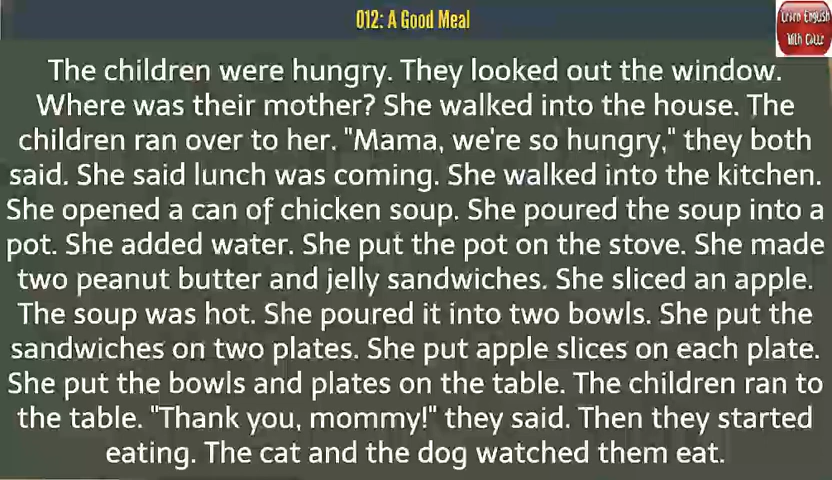 012: A Good Meal
Learn English
With Cattz
The children were hungry. They looked out the window.
Where was their mother? She walked into the house. The
children ran over to her. "Mama, we're so hungry," they both
said. She said lunch was coming. She walked into the kitchen.
She opened a can of chicken soup. She poured the soup into a
pot. She added water. She put the pot on the stove. She made
two peanut butter and jelly sandwiches. She sliced an apple.
The soup was hot. She poured it into two bowls. She put the
sandwiches on two plates. She put apple slices on each plate.
She put the bowls and plates on the table. The children ran to
the table. "Thank you, mommy!" they said. Then they started
eating. The cat and the dog watched them eat.